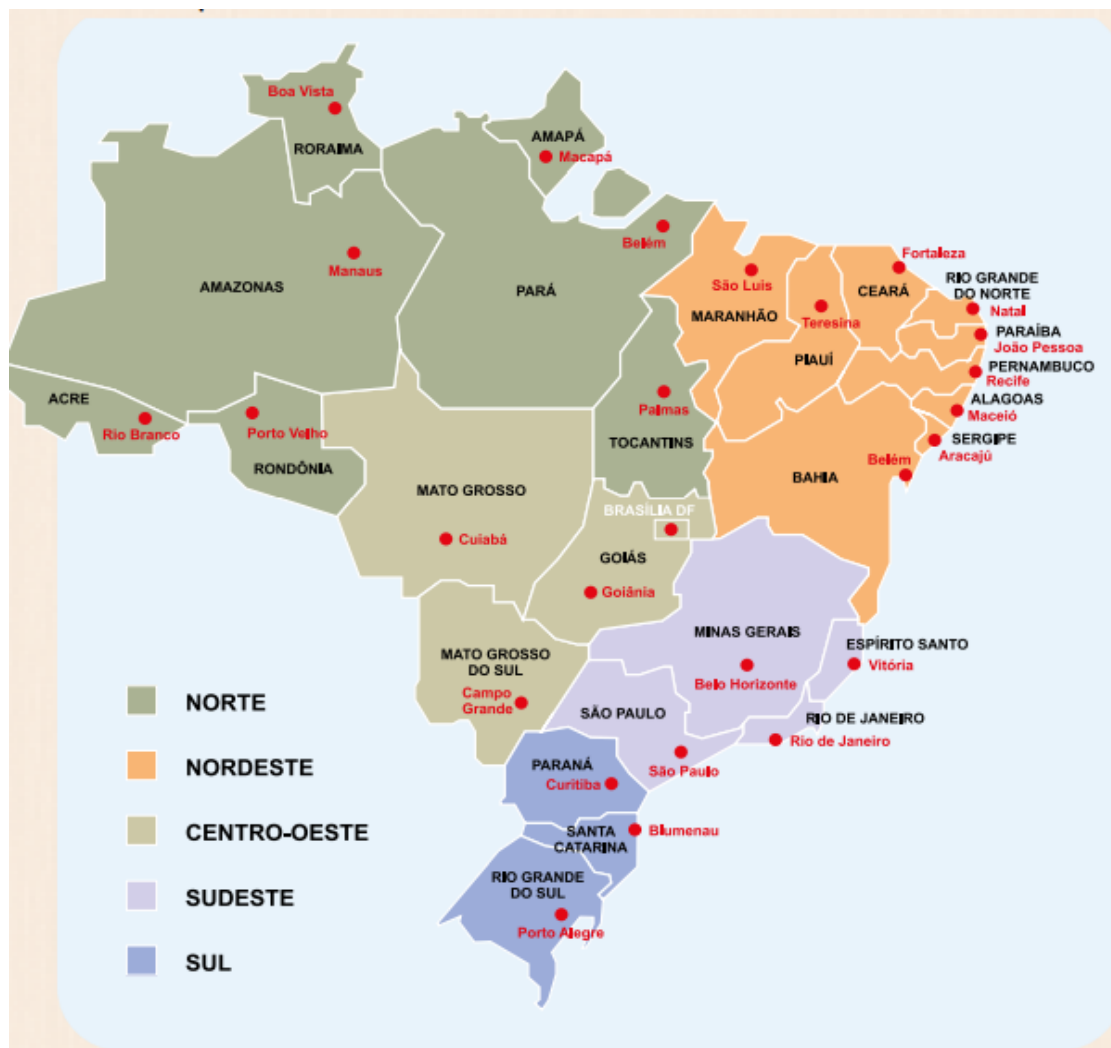 Boa Vista
RORAIMA
AMAPÁ
Macapá
Belém
Manaus
AMAZONAS
PARÁ
São Luis
MARANHÃO
Teresina
PIAUÍ
Fortaleza
CEARÁ
RIO GRANDE
DO NORTE
Natal
PARAÍBA
João Pessoa
PERNAMBUCO
Recife
ALAGOAS
Maceió
SERGIPE
Aracajú
Belém
BAHIA
ACRE
Rio Branco
Porto Velho
RONDÔNIA
Palmas
TOCANTINS
MATO GROSSO
Cuiabá
BRASÍLIA DF
GOIÁS
Goiânia
MATO GROSSO
DO SUL
Campo
Grande
MINAS GERAIS
Belo Horizonte
ESPÍRITO SANTO
Vitória
RIO DE JANEIRO
Rio de Janeiro
SÃO PAULO
São Paulo
PARANÁ
Curitiba
SANTA
CATARINA
Blumenau
RIO GRANDE
DO SUL
Porto Alegre
NORTE
NORDESTE
CENTRO-OESTE
SUDESTE
SUL